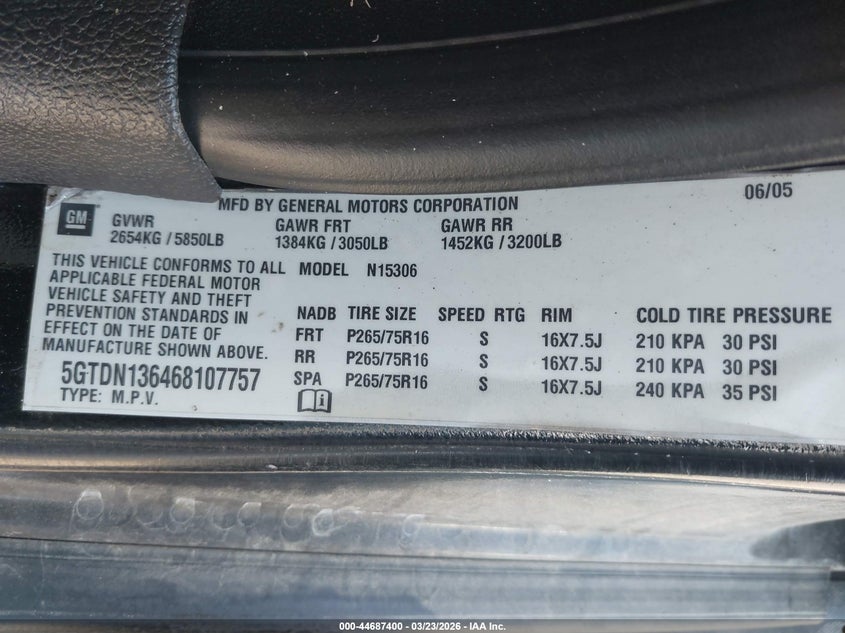 MFD BY GENERAL MOTORS CORPORATION 06/05
GM
GVWR GAWR FRT GAWR RR
2654KG / 5850LB 1384KG / 3050LB 1452KG / 3200LB
THIS VEHICLE CONFORMS TO ALL
APPLICABLE FEDERAL MOTOR
VEHICLE SAFETY AND THEFT
PREVENTION STANDARDS IN
EFFECT ON THE DATE OF
MANUFACTURE SHOWN ABOVE.
5GTDN136468107757
TYPE: M.P.V.
MODEL N15306
NADB TIRE SIZE SPEED RTG RIM COLD TIRE PRESSURE
FRT P265/75R16 S 16X7.5J 210 KPA 30 PSI
RR P265/75R16 S 16X7.5J 210 KPA 30 PSI
SPA P265/75R16 S 16X7.5J 240 KPA 35 PSI
000-44687400 - 03/23/2026 - IAA Inc.